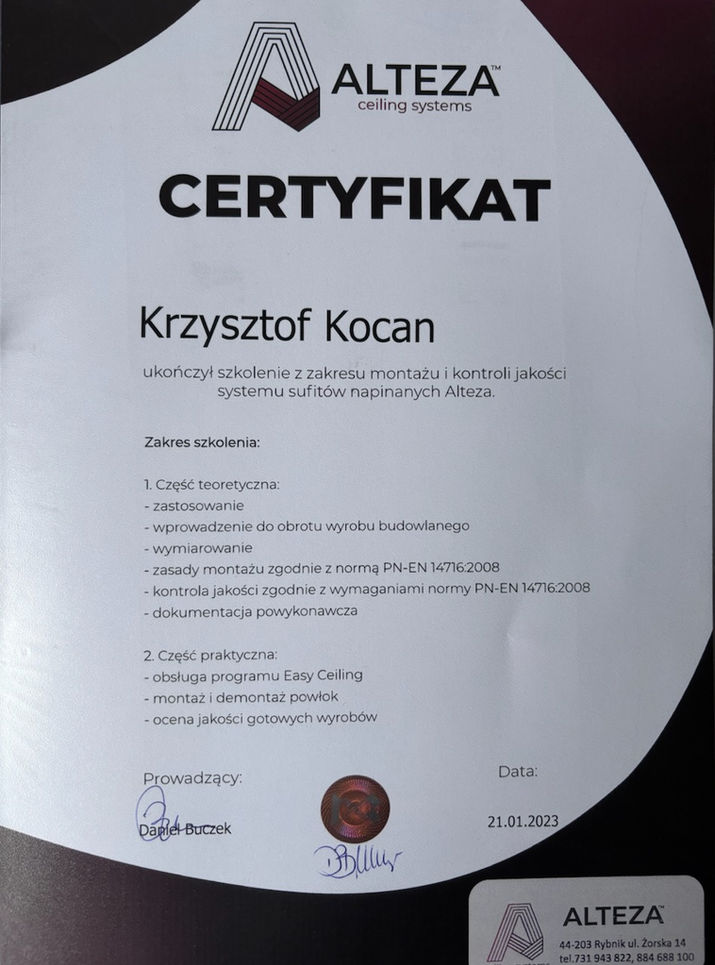 ALTEZA™
ceiling systems
CERTYFIKAT
Krzysztof Kocan
ukończył szkolenie z zakresu montażu i kontroli jakości
systemu sufitów napinanych Alteza.
Zakres szkolenia:
1. Część teoretyczna:
- zastosowanie
- wprowadzenie do obrotu wyrobu budowlanego
- wymiarowanie
- zasady montażu zgodnie z normą PN-EN 14716:2008
- kontrola jakości zgodnie z wymaganiami normy PN-EN 14716:2008
- dokumentacja powykonawcza
2. Część praktyczna:
- obsługa programu Easy Ceiling
- montaż i demontaż powłok
- ocena jakości gotowych wyrobów
Prowadzący:
Daniel Buczek
Data:
21.01.2023
ALTEZA™
44-203 Rybnik ul. Żorska 14
tel.731 943 822, 884 688 100